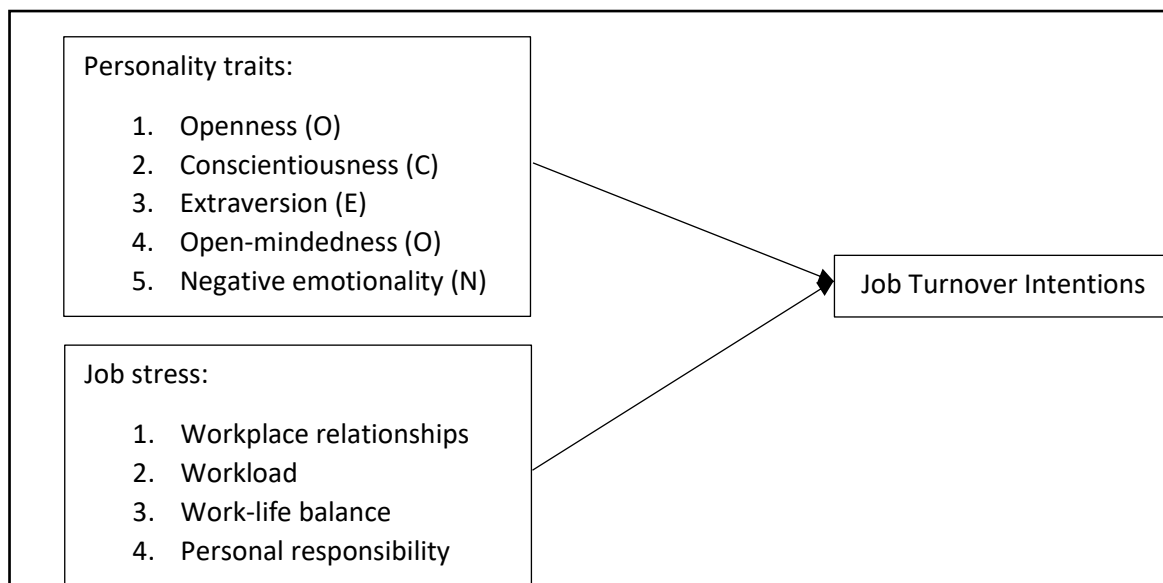 Personality traits:
1. Openness (O)
2. Conscientiousness (C)
3. Extraversion (E)
4. Open-mindedness (O)
5. Negative emotionality (N)
Job Turnover Intentions
Job stress:
1. Workplace relationships
2. Workload
3. Work-life balance
4. Personal responsibility